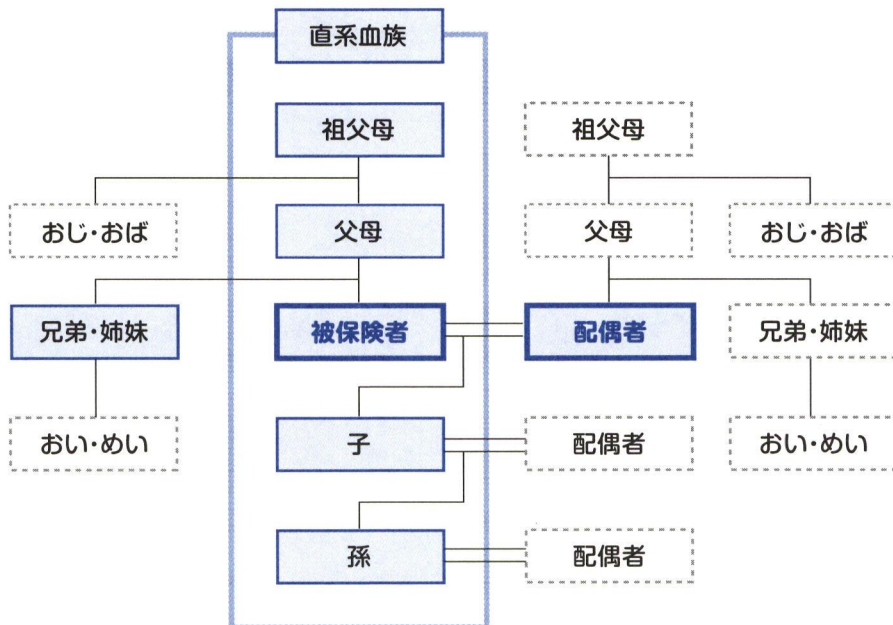 直系血族
祖父母
祖父母
おじ・おば
父母
父母
おじ・おば
兄弟・姉妹
被保険者
配偶者
兄弟・姉妹
おい・めい
子
配偶者
おい・めい
孫
配偶者